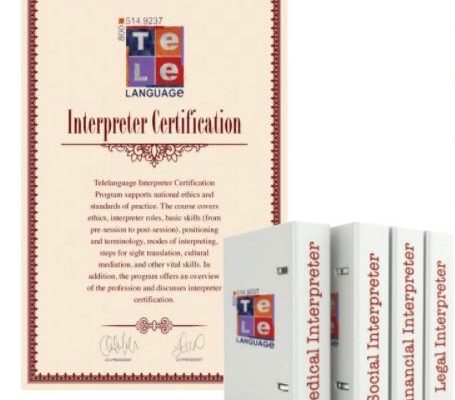 800
514.9237
Te
Le
LANGUAGE
Interpreter Certification
Telelanguage Interpreter Certification
Program supports national ethics and
standards of practice. The course covers
ethics, interpreter roles, basic skills (from
pre-session to post-session), positioning
and terminology, modes of interpreting,
steps for sight translation, cultural
mediation, and other vital skills. In
addition, the program offers an overview
of the profession and discusses interpreter
certification.
CO-PRESIDENT
CO-PRESIDENT
800
514.9237
Te
Le
LANGUAGE
edical Interpreter
Social Interpreter
inancial Interpreter
Legal Interpreter